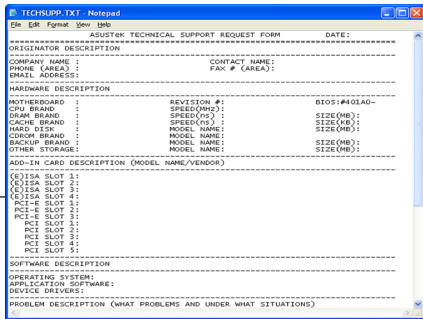 TECHSUPP.TXT - Notepad
File Edit Format View Help
ASUSTeK TECHNICAL SUPPORT REQUEST FORM DATE:
ORIGINATOR DESCRIPTION
COMPANY NAME : CONTACT NAME:
PHONE (AREA) : FAX # (AREA):
EMAIL ADDRESS:
HARDWARE DESCRIPTION
MOTHERBOARD : REVISION #: BIOS:#401A0-
CPU BRAND : SPEED(MHz):
DRAM BRAND : SPEED(ns) : SIZE(MB):
CACHE BRAND : SPEED(ns) : SIZE(KB):
HARD DISK : MODEL NAME: SIZE(MB):
CDROM BRAND : MODEL NAME:
BACKUP BRAND : MODEL NAME: SIZE(MB):
OTHER STORAGE: MODEL NAME: SIZE(MB):
ADD-IN CARD DESCRIPTION (MODEL NAME/VENDOR)
(E)ISA SLOT 1:
(E)ISA SLOT 2:
(E)ISA SLOT 3:
(E)ISA SLOT 4:
PCI-E SLOT 1:
PCI-E SLOT 2:
PCI-E SLOT 3:
PCI SLOT 1:
PCI SLOT 2:
PCI SLOT 3:
PCI SLOT 4:
PCI SLOT 5:
SOFTWARE DESCRIPTION
OPERATING SYSTEM:
APPLICATION SOFTWARE:
DEVICE DRIVERS:
PROBLEM DESCRIPTION (WHAT PROBLEMS AND UNDER WHAT SITUATIONS)